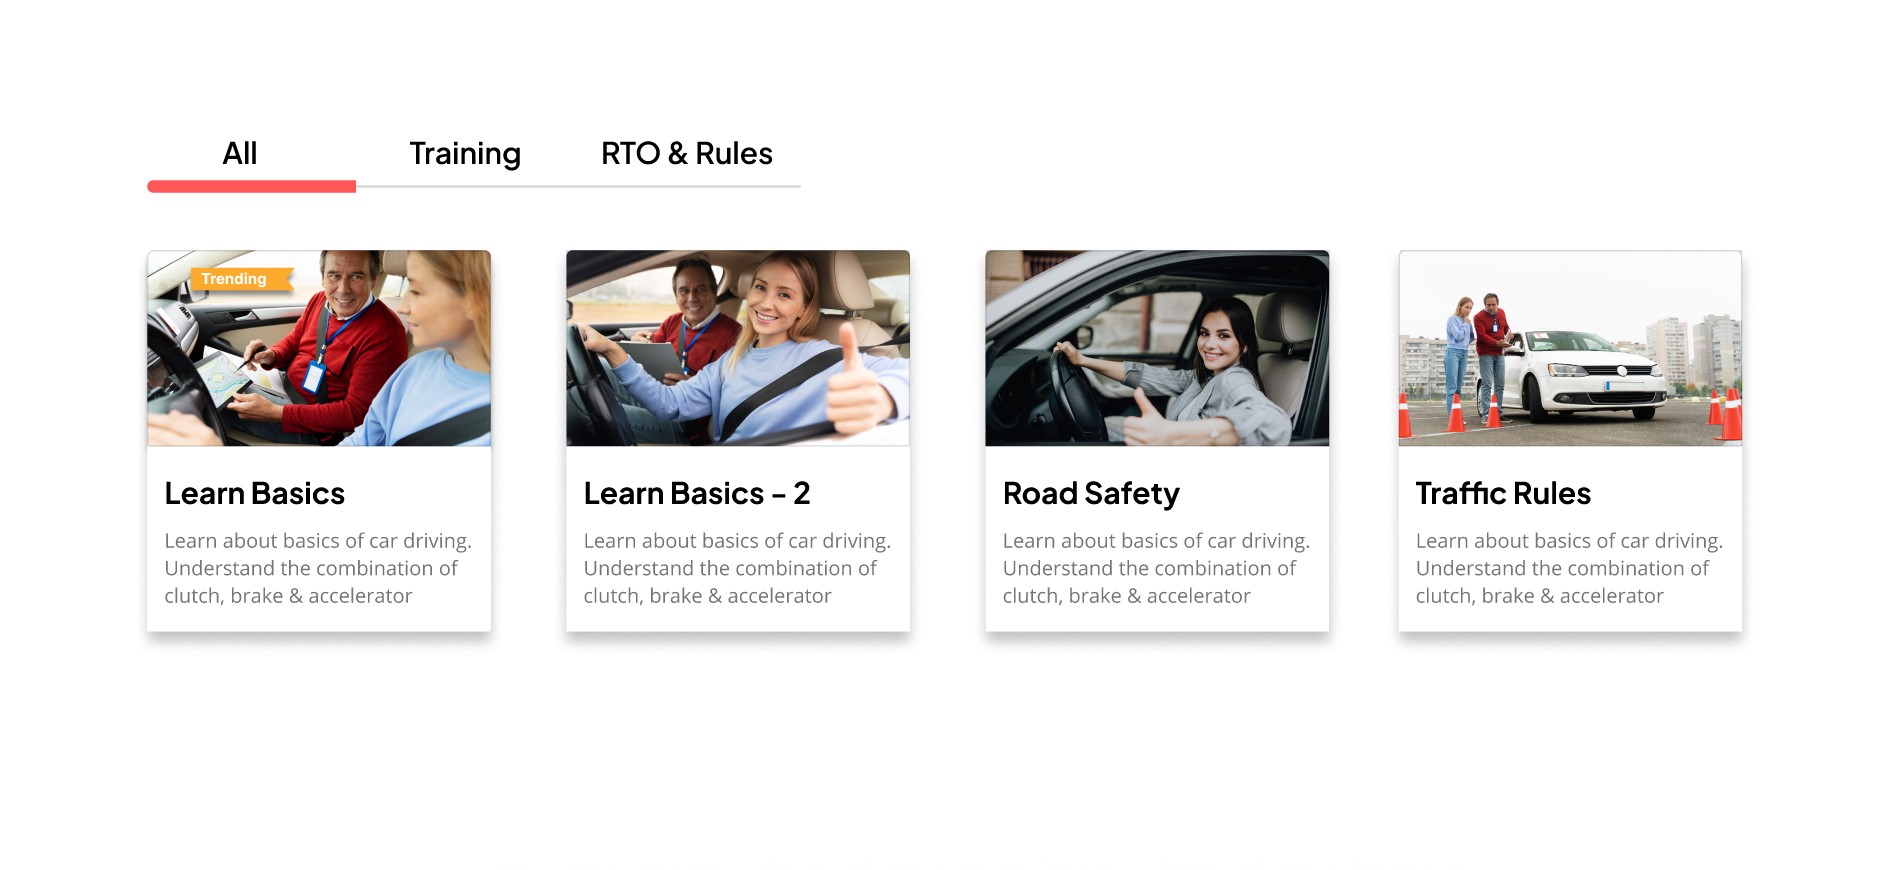 All
Training
RTO & Rules
Trending
Learn Basics
Learn about basics of car driving.
Understand the combination of
clutch, brake & accelerator
Learn Basics - 2
Learn about basics of car driving.
Understand the combination of
clutch, brake & accelerator
Road Safety
Learn about basics of car driving.
Understand the combination of
clutch, brake & accelerator
Traffic Rules
Learn about basics of car driving.
Understand the combination of
clutch, brake & accelerator